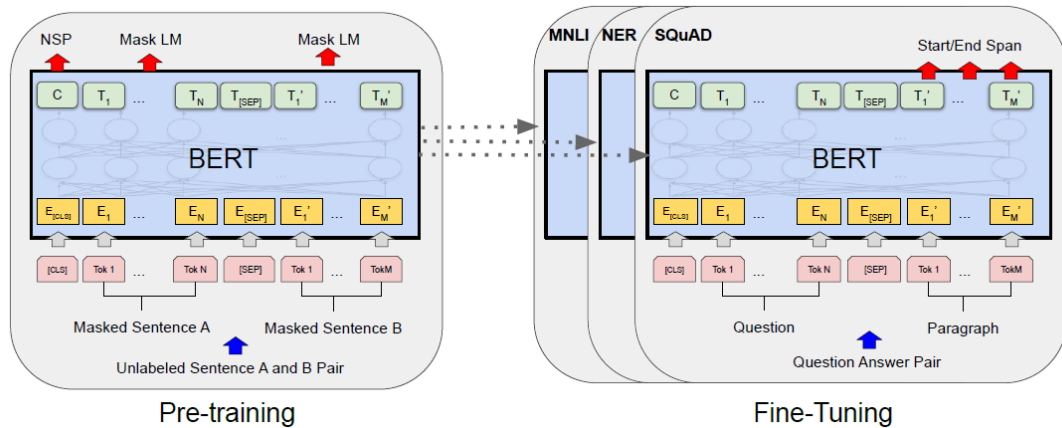 NSP Mask LM Mask LM
C T1 ... TN T[SEP] T1' ... TM'
BERT
E[CLS] E1 ... EN E[SEP] E1' ... EM'
[CLS] Tok 1 ... Tok N [SEP] Tok 1 ... TokM
Masked Sentence A Masked Sentence B
Unlabeled Sentence A and B Pair
Pre-training
MNLI NER SQuAD
Start/End Span
C T1 ... TN T[SEP] T1' ... TM'
BERT
E[CLS] E1 ... EN E[SEP] E1' ... EM'
[CLS] Tok 1 ... Tok N [SEP] Tok 1 ... TokM
Question Paragraph
Question Answer Pair
Fine-Tuning